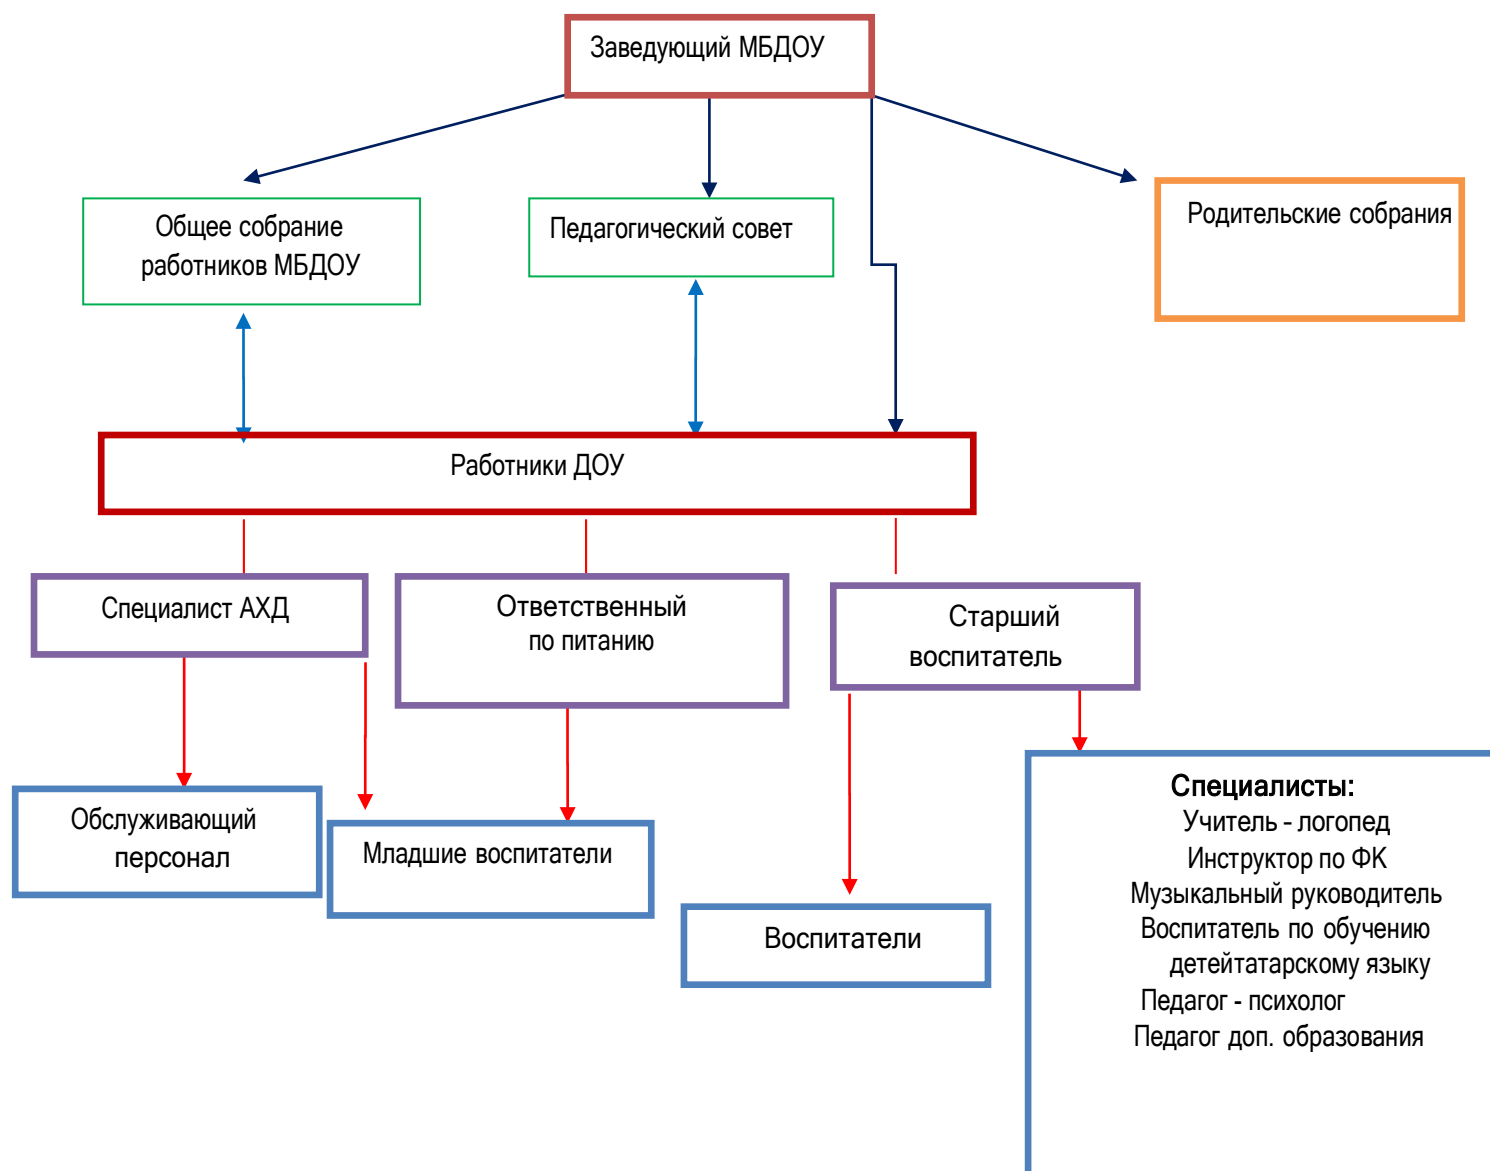 Заведующий МБДОУ
Общее собрание
работников МБДОУ
Педагогический совет
Родительские собрания
Работники ДОУ
Специалист АХД
Ответственный
по питанию
Старший
воспитатель
Обслуживающий
персонал
Младшие воспитатели
Воспитатели
Специалисты:
Учитель - логопед
Инструктор по ФК
Музыкальный руководитель
Воспитатель по обучению
детейтатарскому языку
Педагог - психолог
Педагог доп. образования